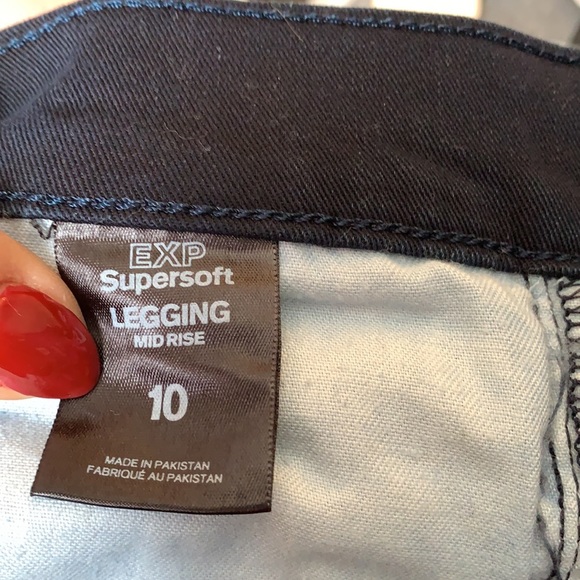 EXP
Supersoft
LEGGING
MID RISE
10
MADE IN PAKISTAN
FABRIQUÉ AU PAKISTAN